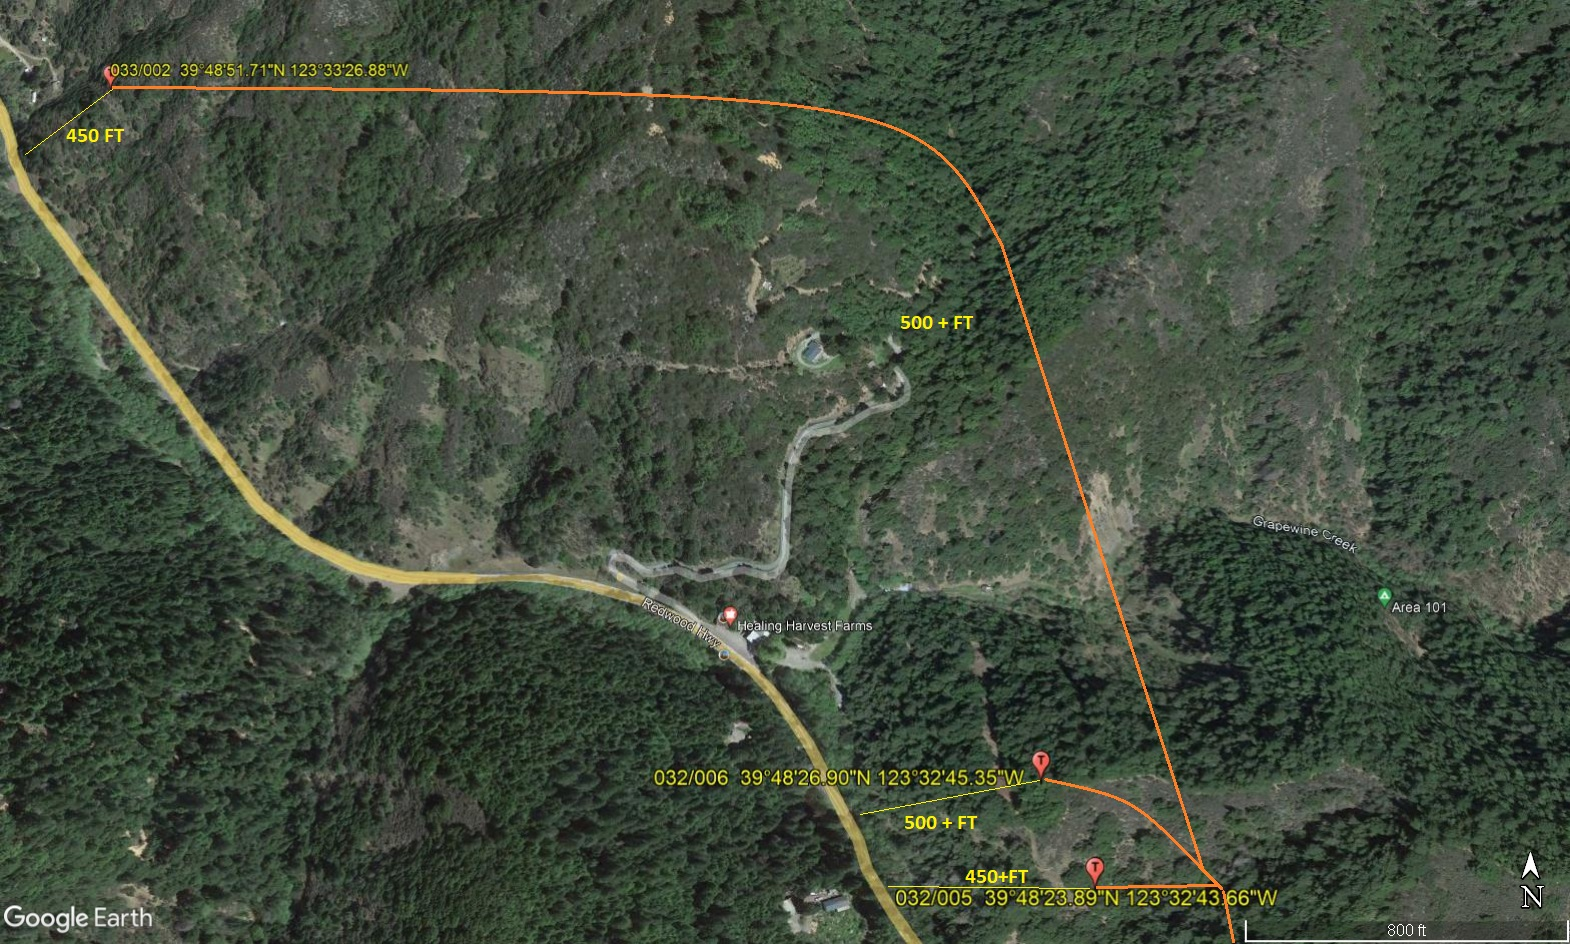 033/002 39°48'51.71"N 123°33'26.88"W
450 FT
500 + FT
Grapewine Creek
Area 101
Redwood Hwy
Healing Harvest Farms
T
032/006 39°48'26.90"N 123°32'45.35"W
500 + FT
450+FT
T
032/005 39°48'23.89"N 123°32'43.66"W
N
Google Earth
800 ft